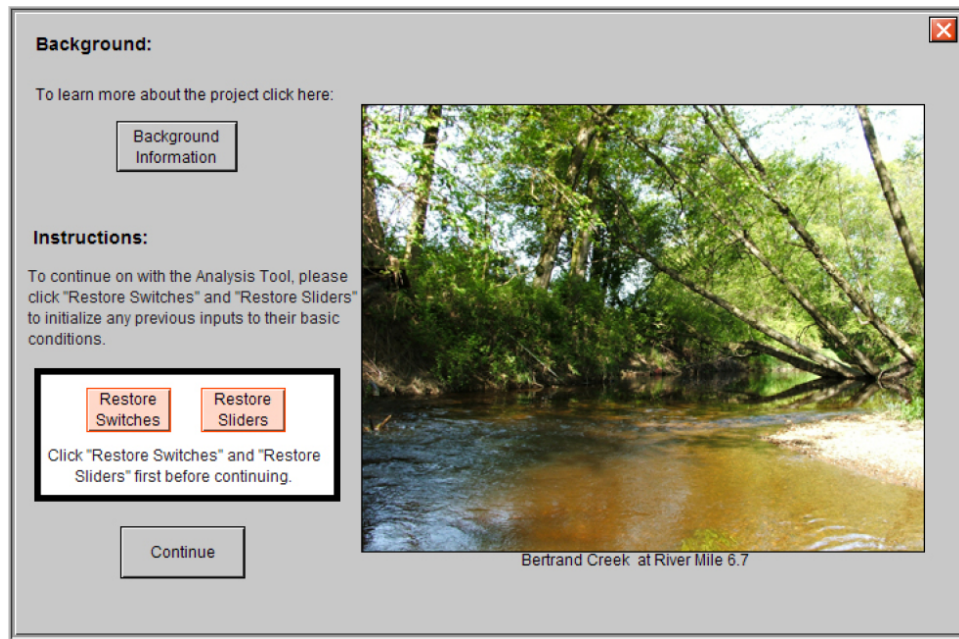 Background:
To learn more about the project click here:
Background
Information
Instructions:
To continue on with the Analysis Tool, please
click "Restore Switches" and "Restore Sliders"
to initialize any previous inputs to their basic
conditions.
Restore
Switches
Restore
Sliders
Click "Restore Switches" and "Restore
Sliders" first before continuing.
Continue
Bertrand Creek at River Mile 6.7